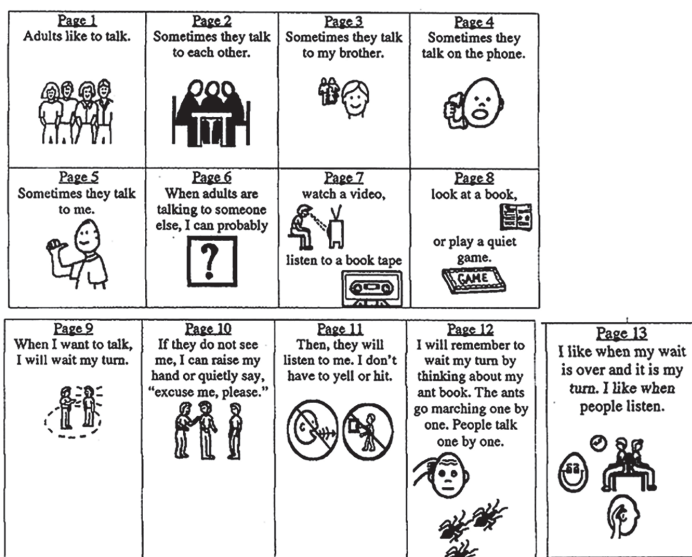 Page 1
Adults like to talk.
Page 2
Sometimes they talk
to each other.
Page 3
Sometimes they talk
to my brother.
Page 4
Sometimes they
talk on the phone.
Page 5
Sometimes they talk
to me.
Page 6
When adults are
talking to someone
else, I can probably
?
Page 7
watch a video,
listen to a book tape
Page 8
look at a book,
or play a quiet
game.
GAME
Page 9
When I want to talk,
I will wait my turn.
Page 10
If they do not see
me, I can raise my
hand or quietly say,
“excuse me, please.”
Page 11
Then, they will
listen to me. I don't
have to yell or hit.
Page 12
I will remember to
wait my turn by
thinking about my
ant book. The ants
go marching one by
one. People talk
one by one.
Page 13
I like when my wait
is over and it is my
turn. I like when
people listen.